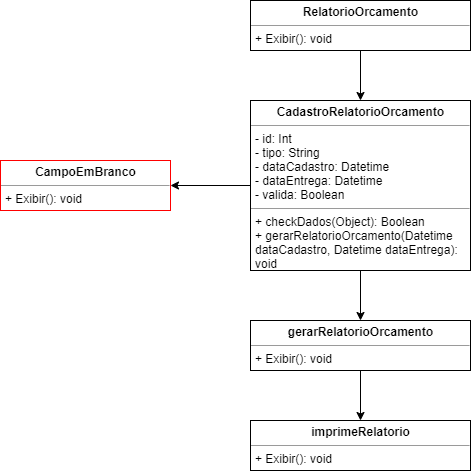 RelatorioOrcamento
+ Exibir(): void
CadastroRelatorioOrcamento
- id: Int
- tipo: String
- dataCadastro: Datetime
- dataEntrega: Datetime
- valida: Boolean
+ checkDados(Object): Boolean
+ gerarRelatorioOrcamento(Datetime
dataCadastro, Datetime dataEntrega):
void
CampoEmBranco
+ Exibir(): void
gerarRelatorioOrcamento
+ Exibir(): void
imprimeRelatorio
+ Exibir(): void